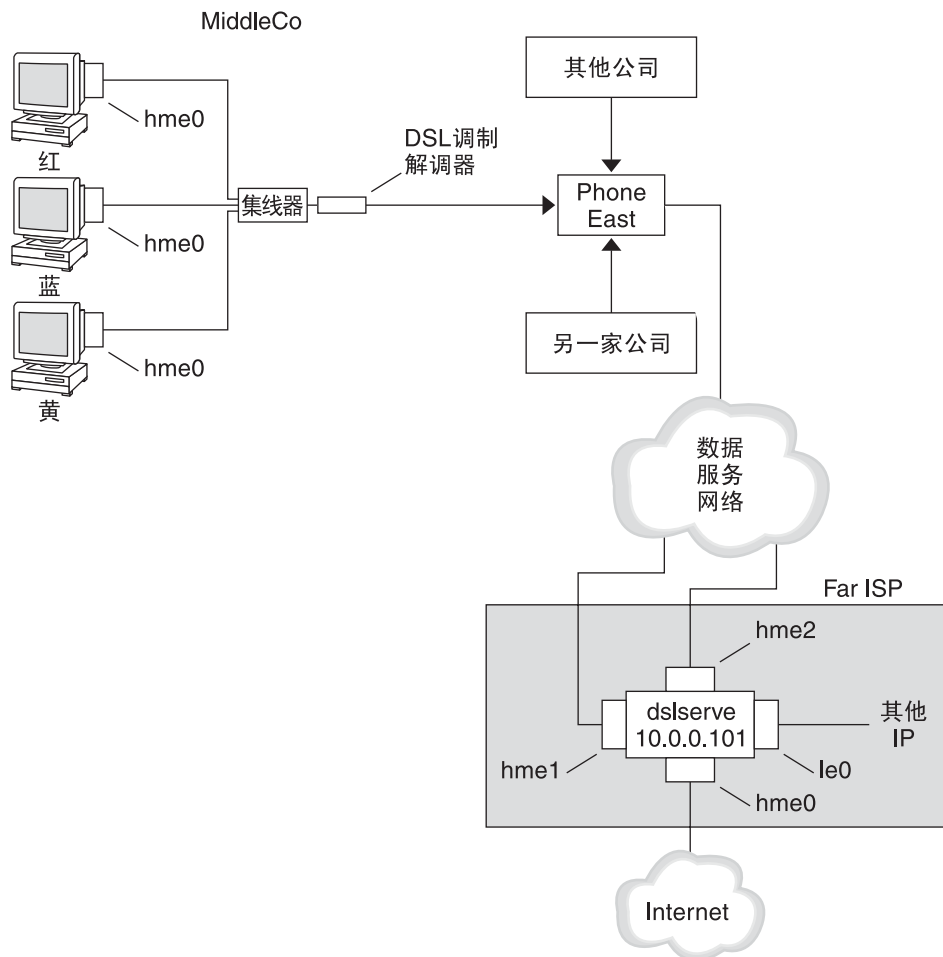 MiddleCo
其他公司
hme0
红
DSL调制
解调器
集线器
Phone
East
hme0
蓝
另一家公司
hme0
黄
数据
服务
网络
Far ISP
hme2
dslserve
10.0.0.101
其他
IP
hme1
le0
hme0
Internet